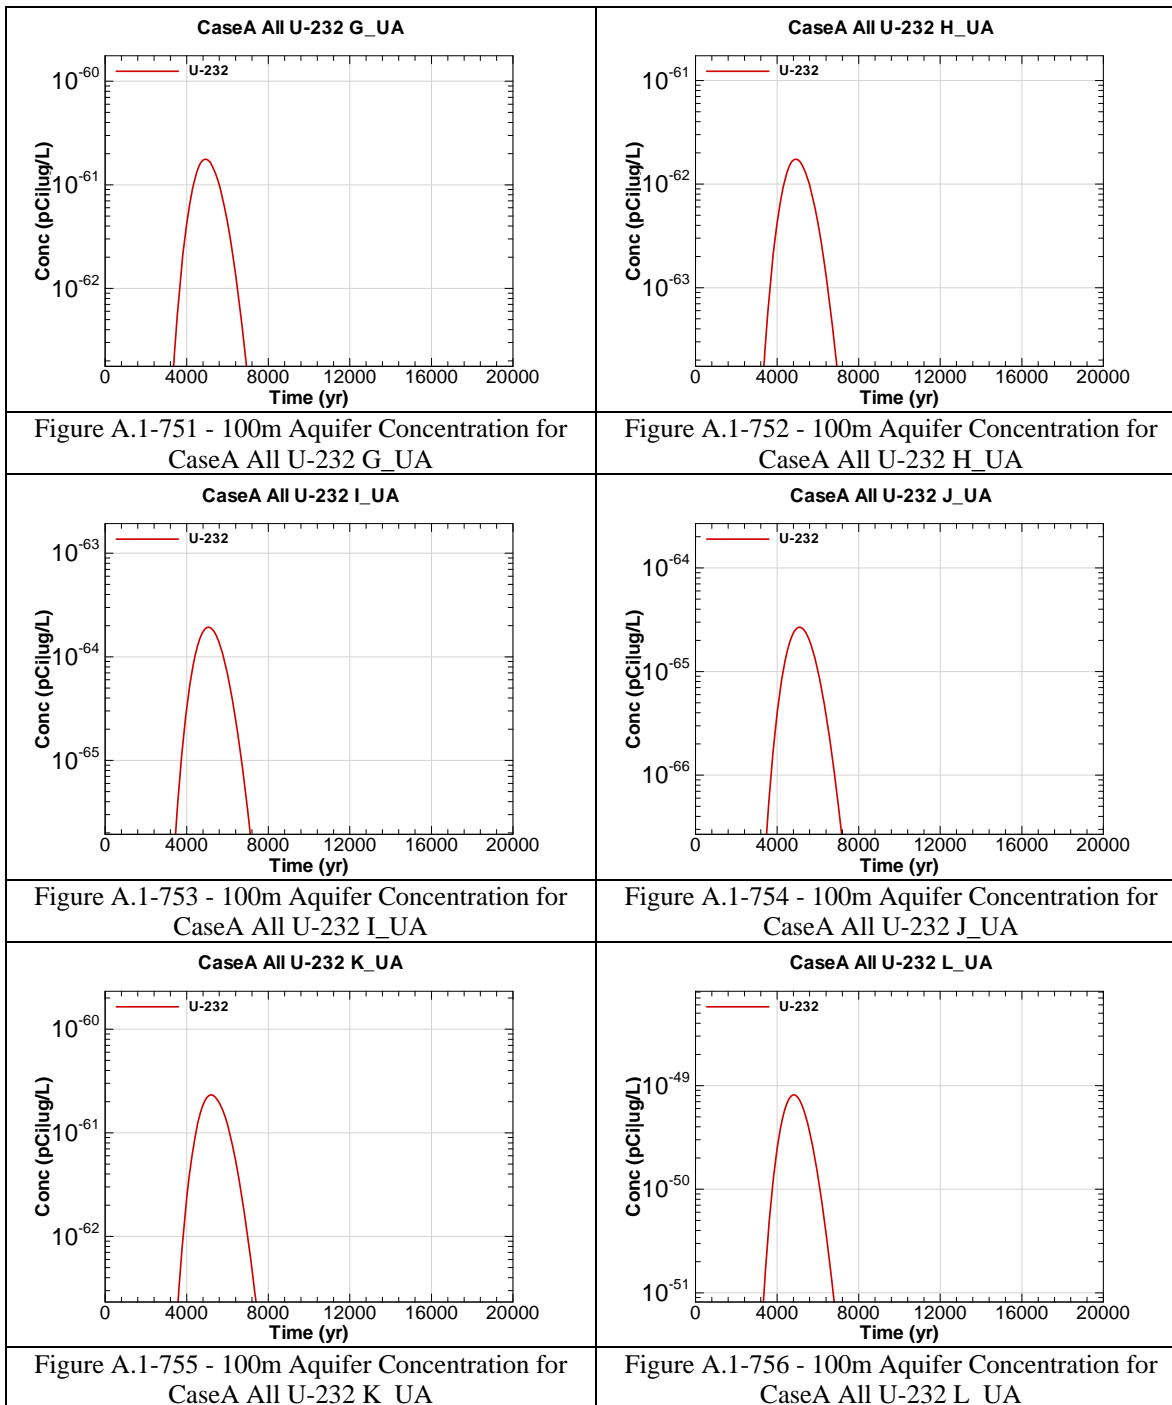 CaseA All U-232 G_UA
U-232
10^-60
10^-61
10^-62
Conc (pCi|ug/L)
0 4000 8000 12000 16000 20000
Time (yr)
Figure A.1-751 - 100m Aquifer Concentration for
CaseA All U-232 G_UA
CaseA All U-232 H_UA
U-232
10^-61
10^-62
10^-63
Conc (pCi|ug/L)
0 4000 8000 12000 16000 20000
Time (yr)
Figure A.1-752 - 100m Aquifer Concentration for
CaseA All U-232 H_UA
CaseA All U-232 I_UA
U-232
10^-63
10^-64
10^-65
Conc (pCi|ug/L)
0 4000 8000 12000 16000 20000
Time (yr)
Figure A.1-753 - 100m Aquifer Concentration for
CaseA All U-232 I_UA
CaseA All U-232 J_UA
U-232
10^-64
10^-65
10^-66
Conc (pCi|ug/L)
0 4000 8000 12000 16000 20000
Time (yr)
Figure A.1-754 - 100m Aquifer Concentration for
CaseA All U-232 J_UA
CaseA All U-232 K_UA
U-232
10^-60
10^-61
10^-62
Conc (pCi|ug/L)
0 4000 8000 12000 16000 20000
Time (yr)
Figure A.1-755 - 100m Aquifer Concentration for
CaseA All U-232 K_UA
CaseA All U-232 L_UA
U-232
10^-49
10^-50
10^-51
Conc (pCi|ug/L)
0 4000 8000 12000 16000 20000
Time (yr)
Figure A.1-756 - 100m Aquifer Concentration for
CaseA All U-232 L_UA